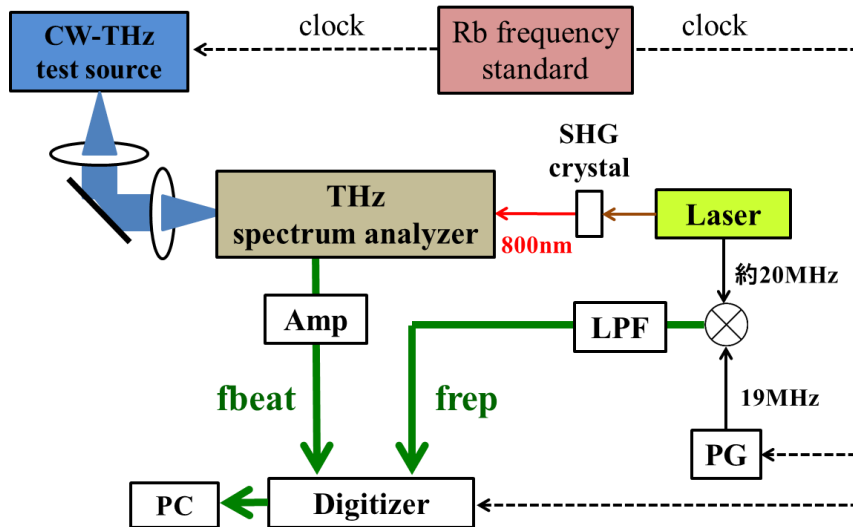 CW-THz
test source
clock
Rb frequency
standard
clock
SHG
crystal
THz
spectrum analyzer
800nm
Laser
約20MHz
Amp
LPF
fbeat
frep
19MHz
PG
PC
Digitizer